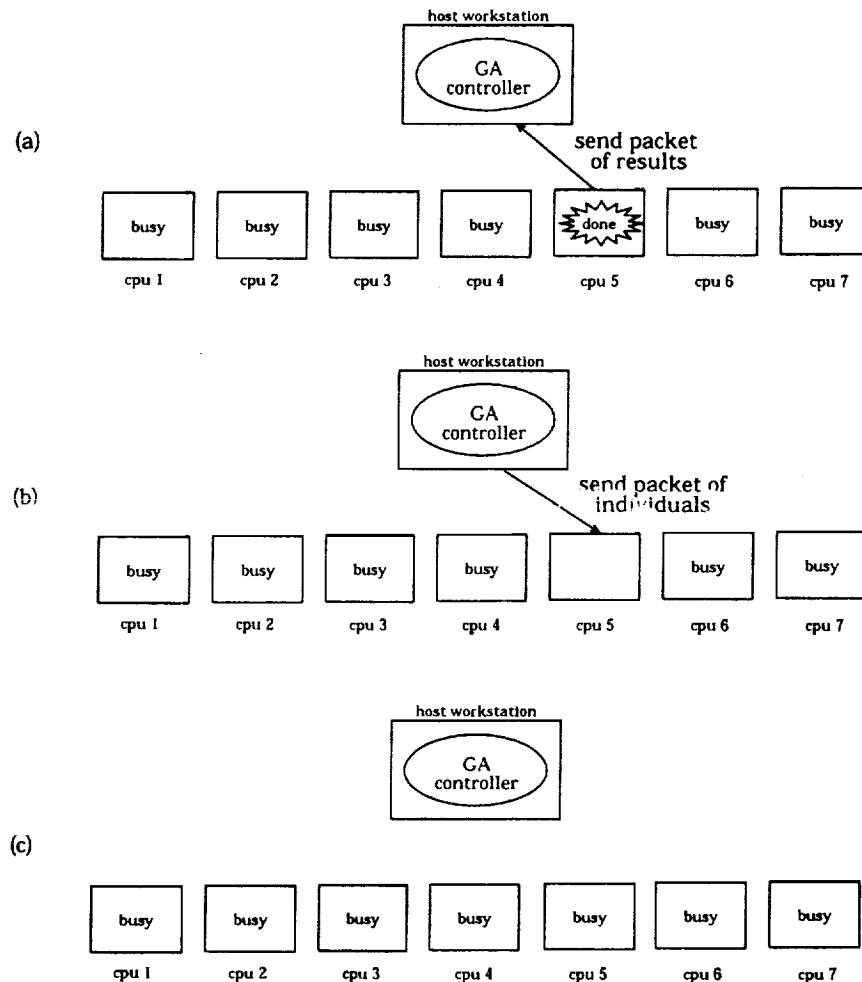 host workstation
GA
controller
(a)
send packet
of results
busy
busy
busy
busy
done
busy
busy
cpu 1
cpu 2
cpu 3
cpu 4
cpu 5
cpu 6
cpu 7
host workstation
GA
controller
(b)
send packet of
individuals
busy
busy
busy
busy
busy
busy
cpu 1
cpu 2
cpu 3
cpu 4
cpu 5
cpu 6
cpu 7
host workstation
GA
controller
(c)
busy
busy
busy
busy
busy
busy
busy
cpu 1
cpu 2
cpu 3
cpu 4
cpu 5
cpu 6
cpu 7